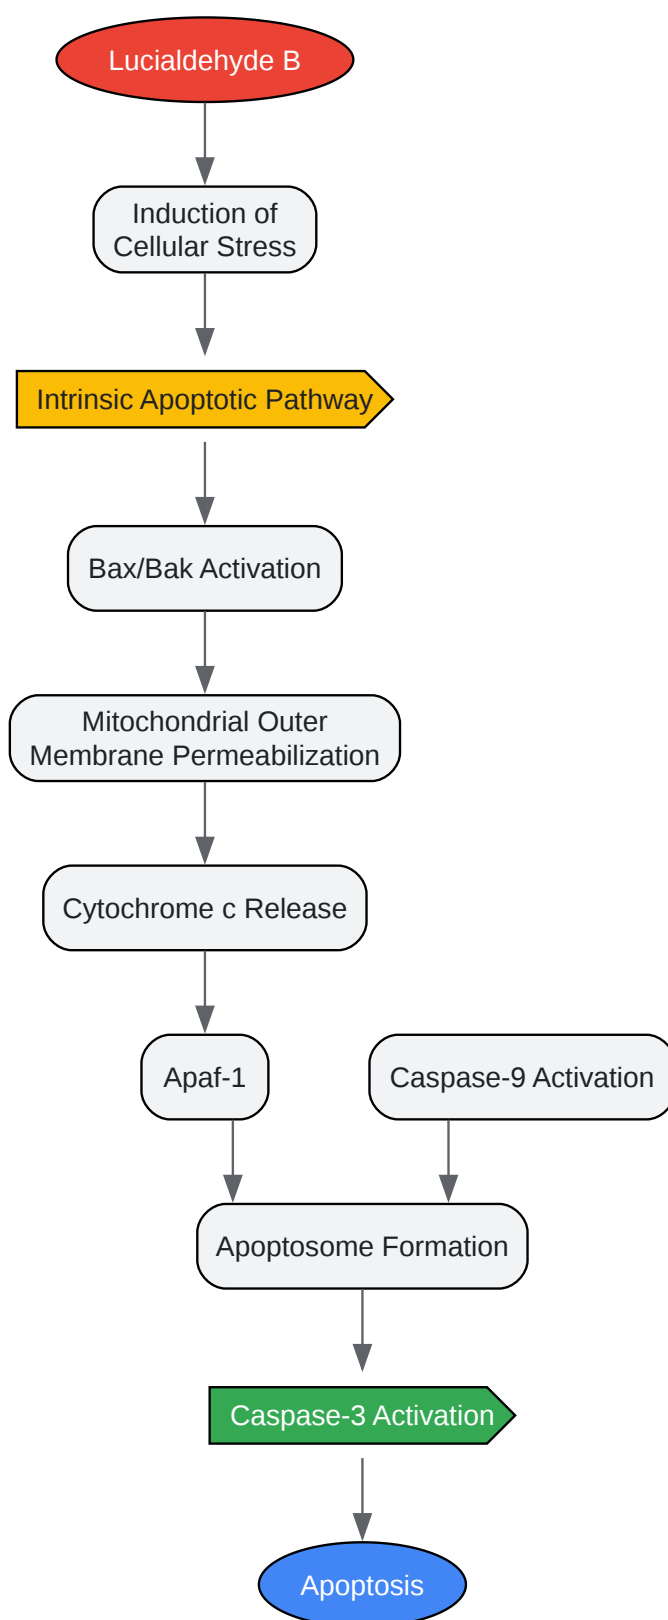 Lucialdehyde B
Induction of
Cellular Stress
Intrinsic Apoptotic Pathway
Bax/Bak Activation
Mitochondrial Outer
Membrane Permeabilization
Cytochrome c Release
Apaf-1
Caspase-9 Activation
Apoptosome Formation
Caspase-3 Activation
Apoptosis